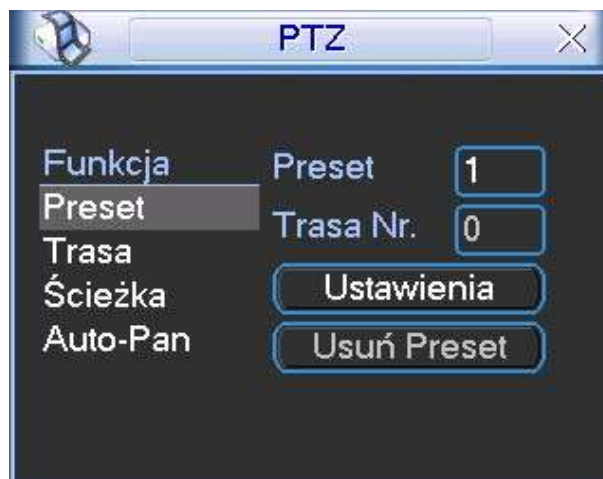 PTZ
Funkcja
Preset
Trasa
Ścieżka
Auto-Pan
Preset 1
Trasa Nr. 0
Ustawienia
Usuń Preset